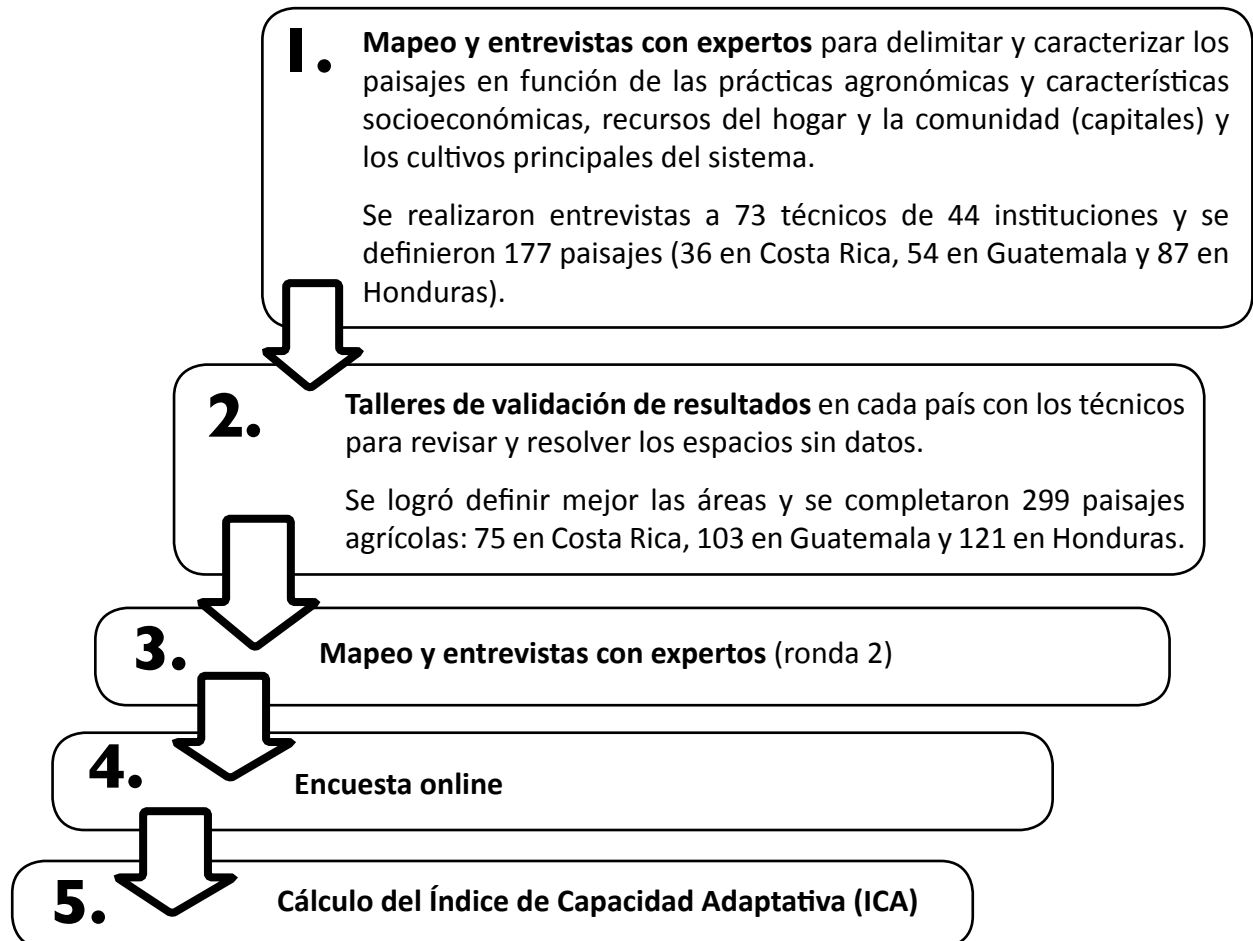 1. Mapeo y entrevistas con expertos para delimitar y caracterizar los
paisajes en función de las prácticas agronómicas y características
socioeconómicas, recursos del hogar y la comunidad (capitales) y
los cultivos principales del sistema.
Se realizaron entrevistas a 73 técnicos de 44 instituciones y se
definieron 177 paisajes (36 en Costa Rica, 54 en Guatemala y 87 en
Honduras).
2. Talleres de validación de resultados en cada país con los técnicos
para revisar y resolver los espacios sin datos.
Se logró definir mejor las áreas y se completaron 299 paisajes
agrícolas: 75 en Costa Rica, 103 en Guatemala y 121 en Honduras.
3. Mapeo y entrevistas con expertos (ronda 2)
4. Encuesta online
5. Cálculo del Índice de Capacidad Adaptativa (ICA)